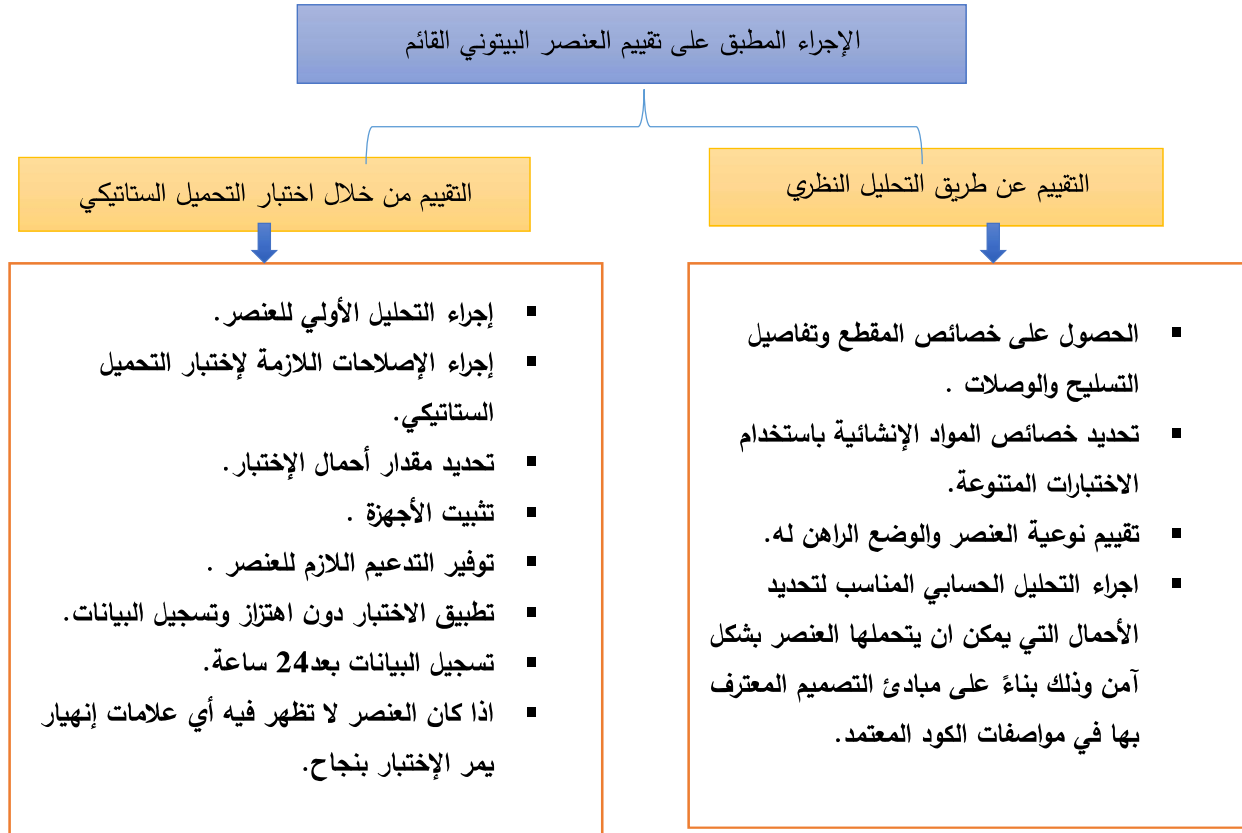 الإجراء المطبق على تقييم العنصر البيتوني القائم
التقييم عن طريق التحليل النظري
▪ الحصول على خصائص المقطع وتفاصيل
التسليح والوصلات .
▪ تحديد خصائص المواد الإنشائية باستخدام
الاختبارات المتنوعة.
▪ تقييم نوعية العنصر والوضع الراهن له.
▪ اجراء التحليل الحسابي المناسب لتحديد
الأحمال التي يمكن ان يتحملها العنصر بشكل
آمن وذلك بناءً على مبادئ التصميم المعترف
بها في مواصفات الكود المعتمد.
التقييم من خلال اختبار التحميل الستاتيكي
▪ إجراء التحليل الأولي للعنصر.
▪ إجراء الإصلاحات اللازمة لإختبار التحميل
الستاتيكي.
▪ تحديد مقدار أحمال الإختبار.
▪ تثبيت الأجهزة .
▪ توفير التدعيم اللازم للعنصر .
▪ تطبيق الاختبار دون اهتزاز وتسجيل البيانات.
▪ تسجيل البيانات بعد24 ساعة.
▪ اذا كان العنصر لا تظهر فيه أي علامات إنهيار
يمر الإختبار بنجاح.